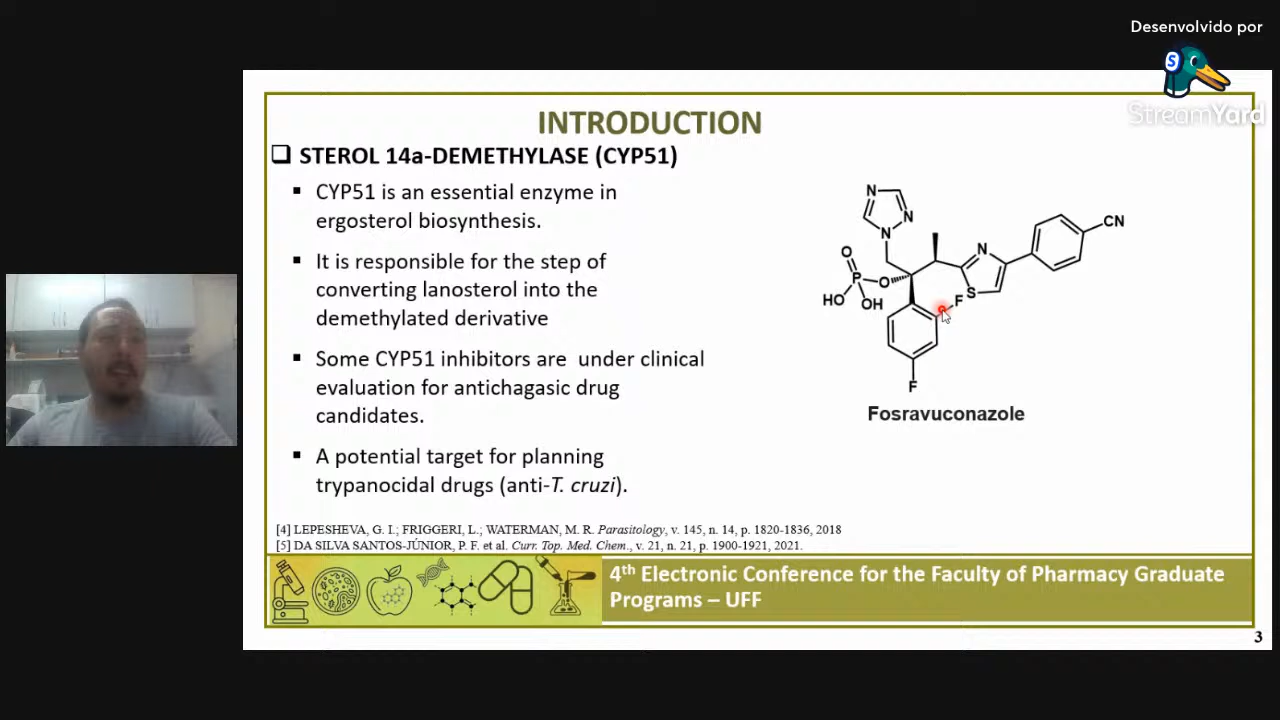 Desenvolvido por
S
StreamYard
INTRODUCTION
❑ STEROL 14a-DEMETHYLASE (CYP51)
▪ CYP51 is an essential enzyme in
ergosterol biosynthesis.
▪ It is responsible for the step of
converting lanosterol into the
demethylated derivative
▪ Some CYP51 inhibitors are under clinical
evaluation for antichagasic drug
candidates.
▪ A potential target for planning
trypanocidal drugs (anti-T. cruzi).
N
N
N
CN
N
O
P
O
S
HO
OH
F
F
Fosravuconazole
[4] LEPESHEVA, G. I.; FRIGGERI, L.; WATERMAN, M. R. Parasitology, v. 145, n. 14, p. 1820-1836, 2018
[5] DA SILVA SANTOS-JÚNIOR, P. F. et al. Curr. Top. Med. Chem., v. 21, n. 21, p. 1900-1921, 2021.
4th Electronic Conference for the Faculty of Pharmacy Graduate
Programs – UFF
3